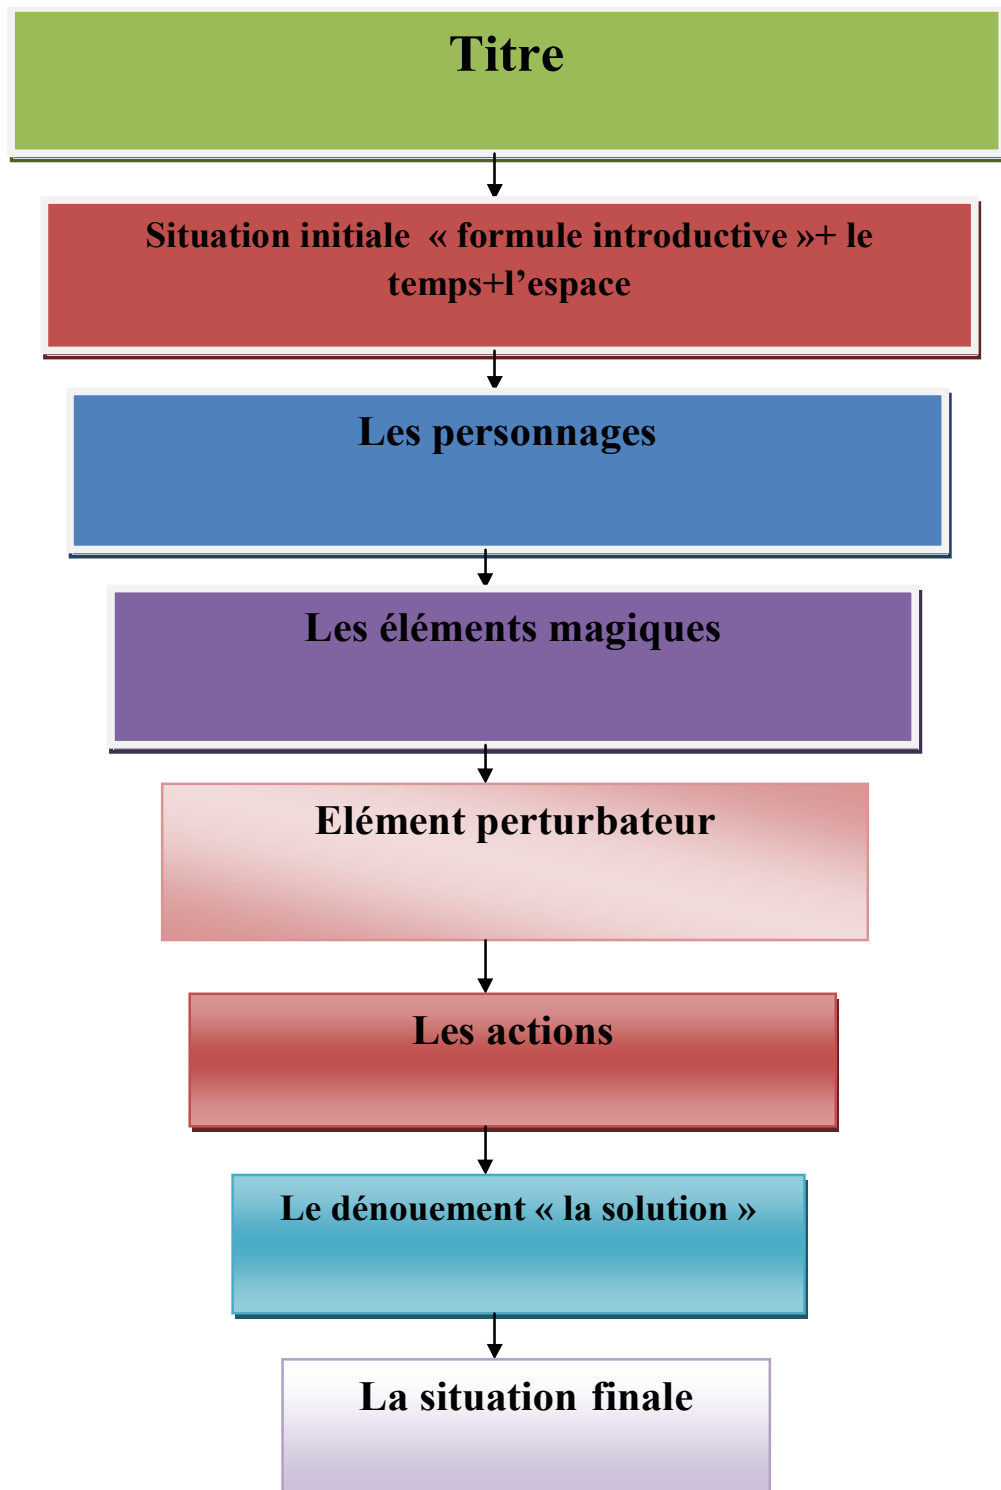 Titre
Situation initiale « formule introductive »+ le
temps+l’espace
Les personnages
Les éléments magiques
Elément perturbateur
Les actions
Le dénouement « la solution »
La situation finale